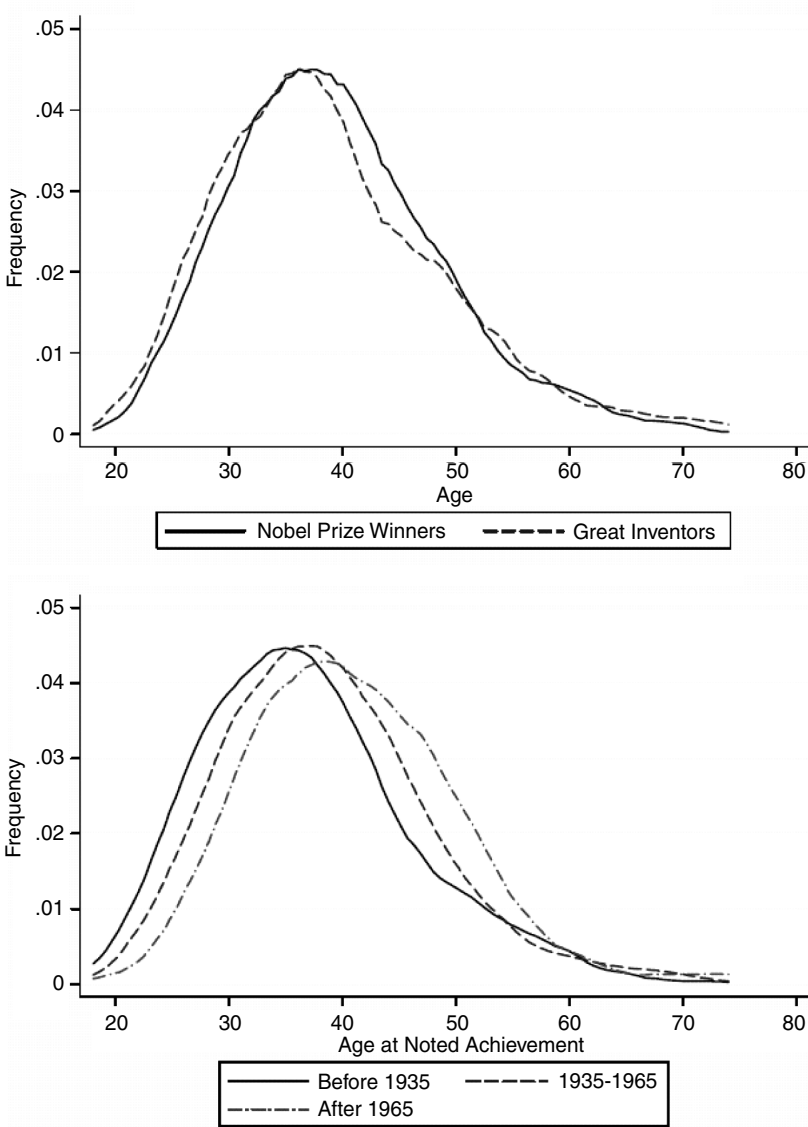 .05
.04
.03
.02
.01
0
Frequency
20 30 40 50 60 70 80
Age
Nobel Prize Winners Great Inventors
.05
.04
.03
.02
.01
0
Frequency
20 30 40 50 60 70 80
Age at Noted Achievement
Before 1935 1935-1965
After 1965